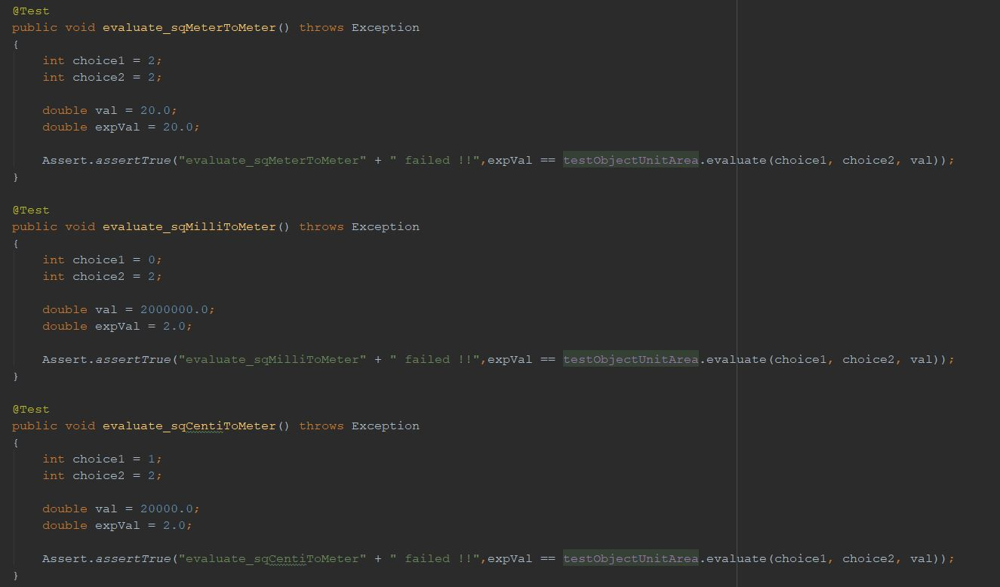 @Test
public void evaluate_sqMeterToMeter() throws Exception
{
    int choice1 = 2;
    int choice2 = 2;

    double val = 20.0;
    double expVal = 20.0;

    Assert.assertTrue("evaluate_sqMeterToMeter" + " failed !!",expVal == testObjectUnitArea.evaluate(choice1, choice2, val));
}

@Test
public void evaluate_sqMilliToMeter() throws Exception
{
    int choice1 = 0;
    int choice2 = 2;

    double val = 2000000.0;
    double expVal = 2.0;

    Assert.assertTrue("evaluate_sqMilliToMeter" + " failed !!",expVal == testObjectUnitArea.evaluate(choice1, choice2, val));
}

@Test
public void evaluate_sqCentiToMeter() throws Exception
{
    int choice1 = 1;
    int choice2 = 2;

    double val = 20000.0;
    double expVal = 2.0;

    Assert.assertTrue("evaluate_sqCentiToMeter" + " failed !!",expVal == testObjectUnitArea.evaluate(choice1, choice2, val));
}